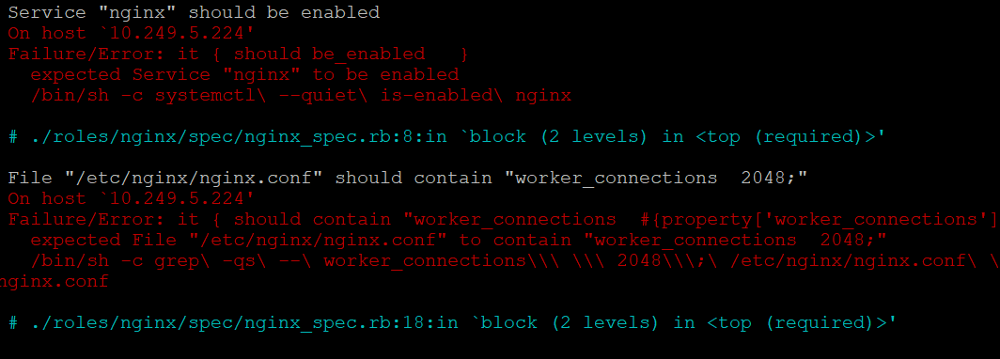 Service "nginx" should be enabled
On host `10.249.5.224'
Failure/Error: it { should be_enabled   }
  expected Service "nginx" to be enabled
  /bin/sh -c systemctl\ --quiet\ is-enabled\ nginx

# ./roles/nginx/spec/nginx_spec.rb:8:in `block (2 levels) in <top (required)>'

File "/etc/nginx/nginx.conf" should contain "worker_connections  2048;"
On host `10.249.5.224'
Failure/Error: it { should contain "worker_connections  #{property['worker_connections']
  expected File "/etc/nginx/nginx.conf" to contain "worker_connections  2048;"
  /bin/sh -c grep\ -qs\ --\ worker_connections\\\ \\\ 2048\\\;\ /etc/nginx/nginx.conf\ \
nginx.conf

# ./roles/nginx/spec/nginx_spec.rb:18:in `block (2 levels) in <top (required)>'